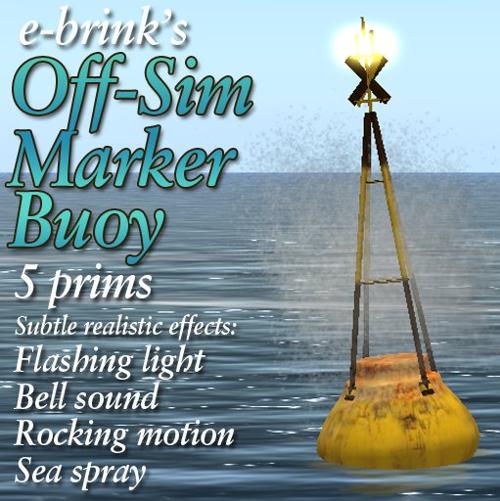 e-brink's
Off-Sim
Marker
Buoy
5 prims
Subtle realistic effects:
Flashing light
Bell sound
Rocking motion
Sea spray